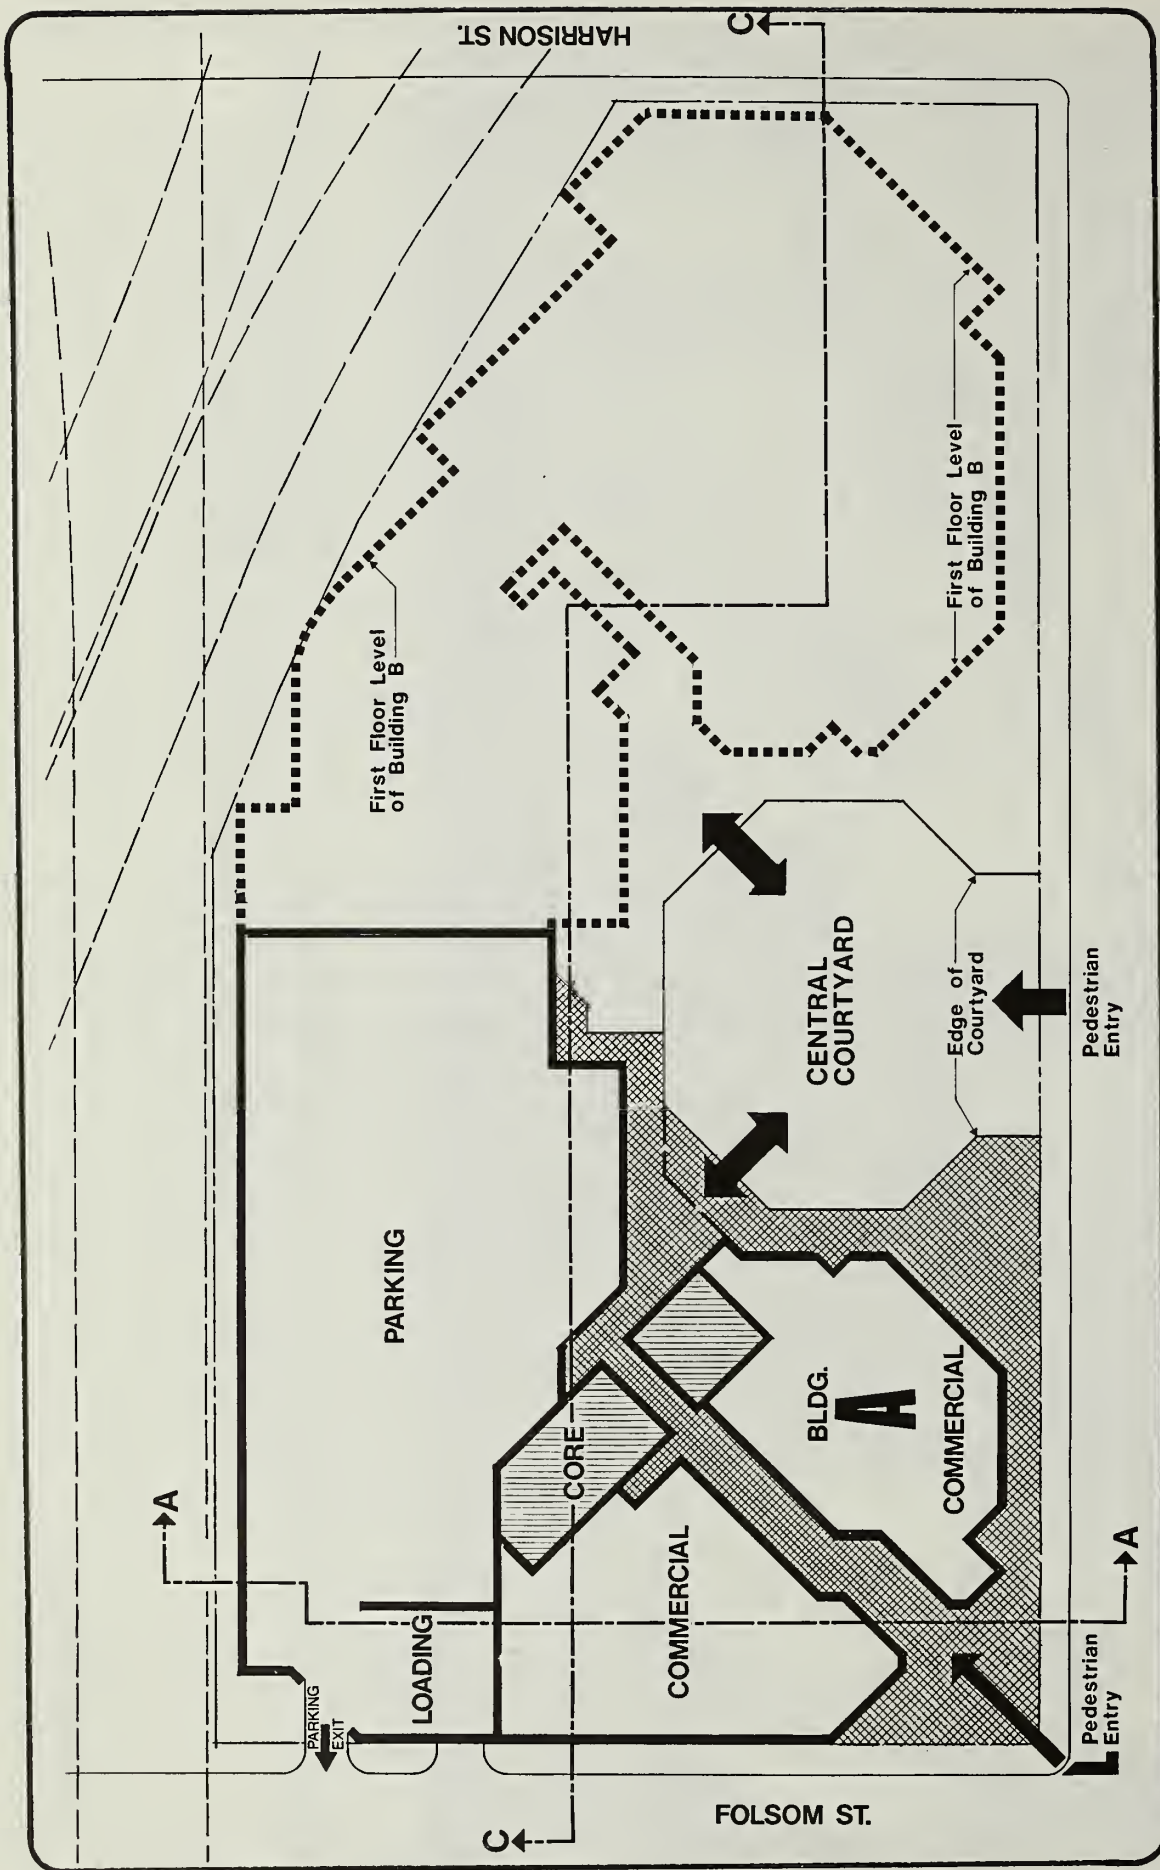 HARRISON ST.
C
First Floor Level
of Building B
First Floor Level
of Building B
CENTRAL
COURTYARD
Edge of
Courtyard
Pedestrian
Entry
PARKING
CORE
BLDG.
A
COMMERCIAL
A
COMMERCIAL
A
LOADING
PARKING
EXIT
Pedestrian
Entry
C
FOLSOM ST.